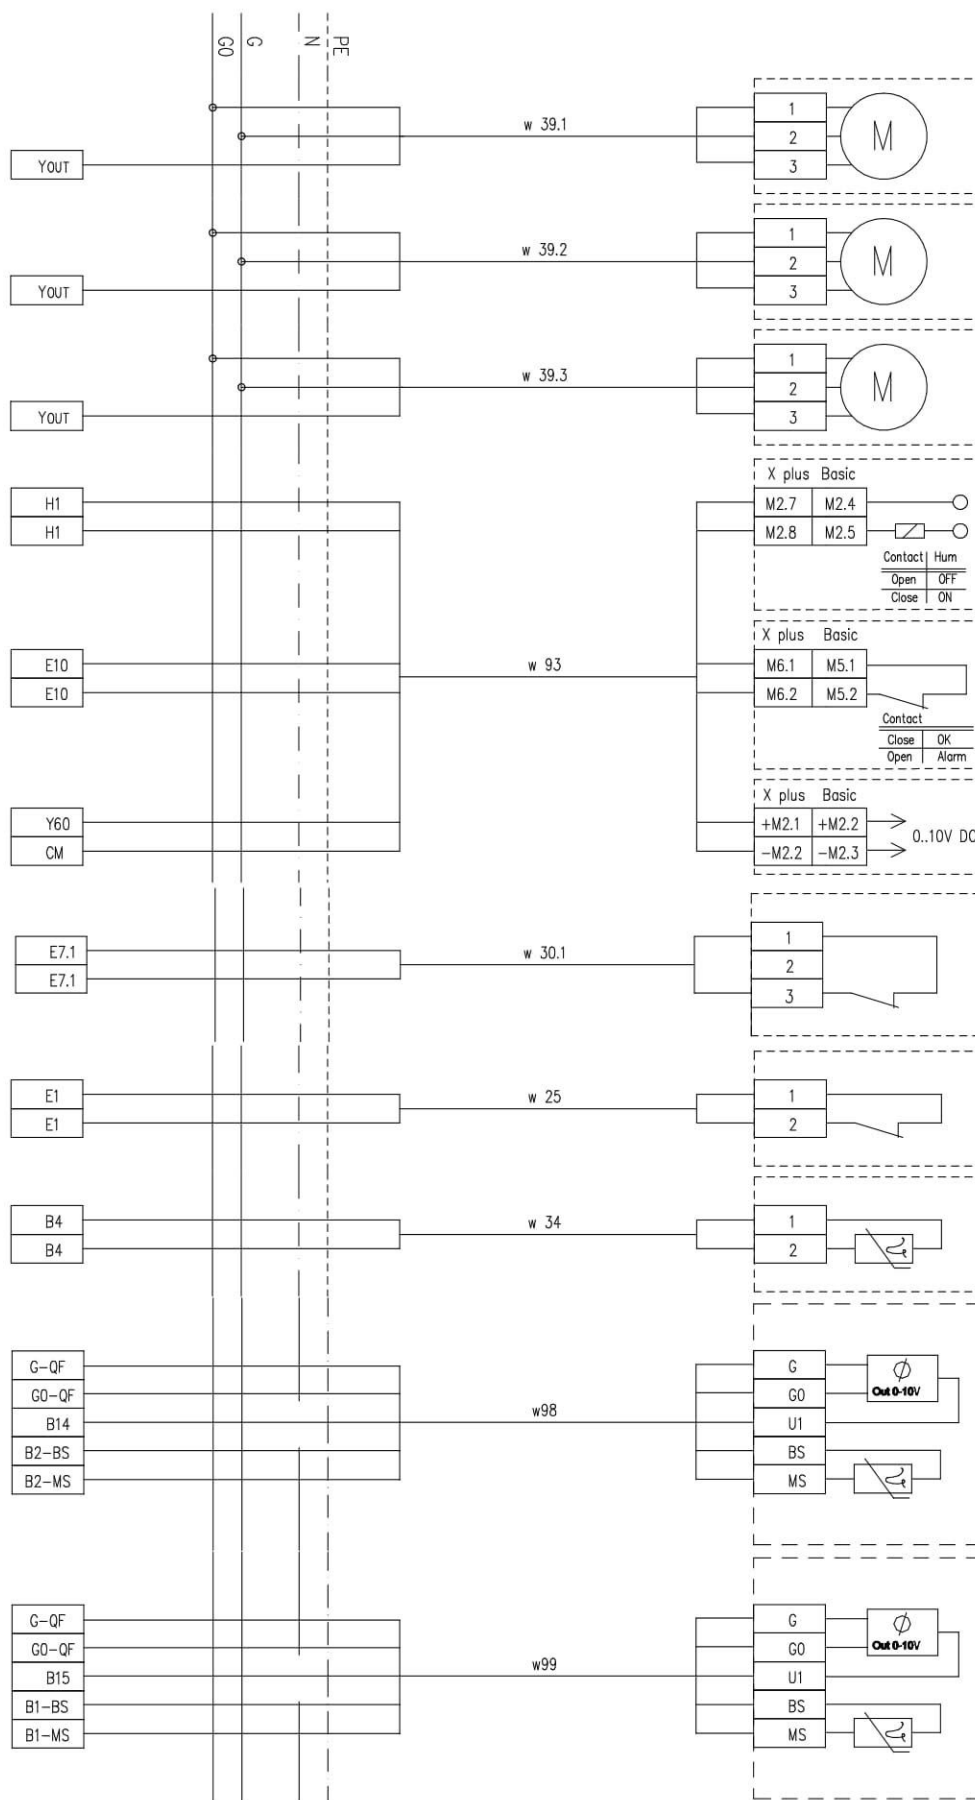 G0 G N PE
1
w 39.1
2 M
YOUT 3
1
w 39.2
2 M
YOUT 3
1
w 39.3
2 M
YOUT 3
X plus Basic
H1 M2.7 M2.4
H1 M2.8 M2.5
Contact Hum
Open OFF
Close ON
X plus Basic
E10 w 93 M6.1 M5.1
E10 M6.2 M5.2
Contact
Close OK
Open Alarm
X plus Basic
Y60 +M2.1 +M2.2
0..10V DC
CM -M2.2 -M2.3
1
E7.1 w 30.1
2
E7.1 3
E1 w 25 1
E1 2
B4 w 34 1
B4 2
G-QF G
G0-QF G0 Out 0-10V
B14 w98 U1
B2-BS BS
B2-MS MS
G-QF G
G0-QF G0 Out 0-10V
B15 w99 U1
B1-BS BS
B1-MS MS